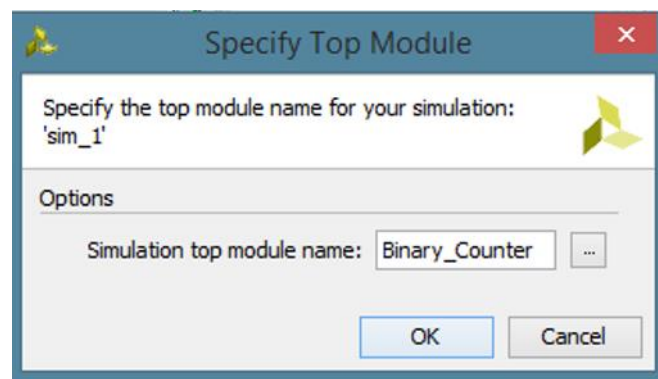 Specify Top Module
Specify the top module name for your simulation:
'sim_1'
Options
Simulation top module name: Binary_Counter ...
OK Cancel